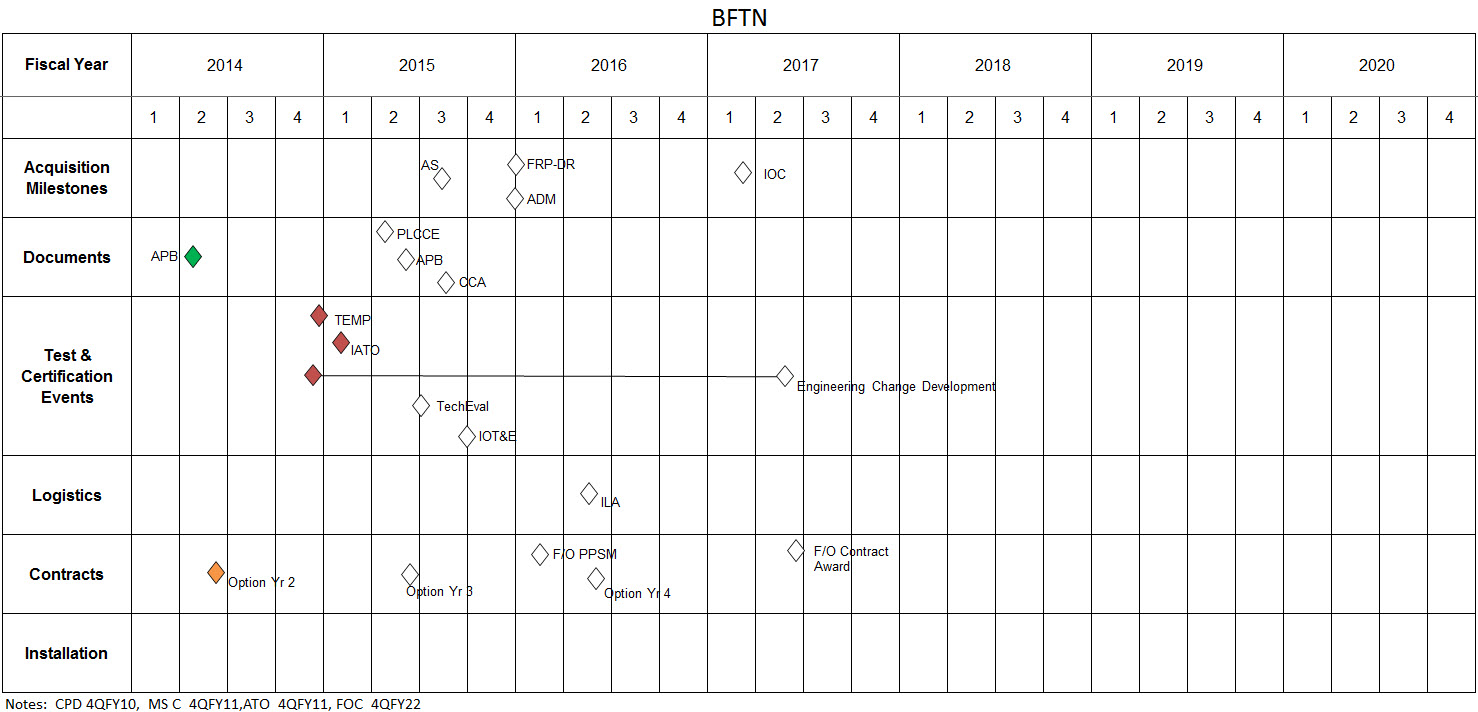 BFTN
Fiscal Year 2014 2015 2016 2017 2018 2019 2020
1 2 3 4 1 2 3 4 1 2 3 4 1 2 3 4 1 2 3 4 1 2 3 4 1 2 3 4
Acquisition
Milestones
AS
FRP-DR
ADM
IOC
Documents
APB
PLCCE
APB
CCA
Test &
Certification
Events
TEMP
IATO
Engineering Change Development
TechEval
IOT&E
Logistics
ILA
Contracts
Option Yr 2
Option Yr 3
F/O PPSM
Option Yr 4
F/O Contract
Award
Installation
Notes: CPD 4QFY10, MS C 4QFY11,ATO 4QFY11, FOC 4QFY22